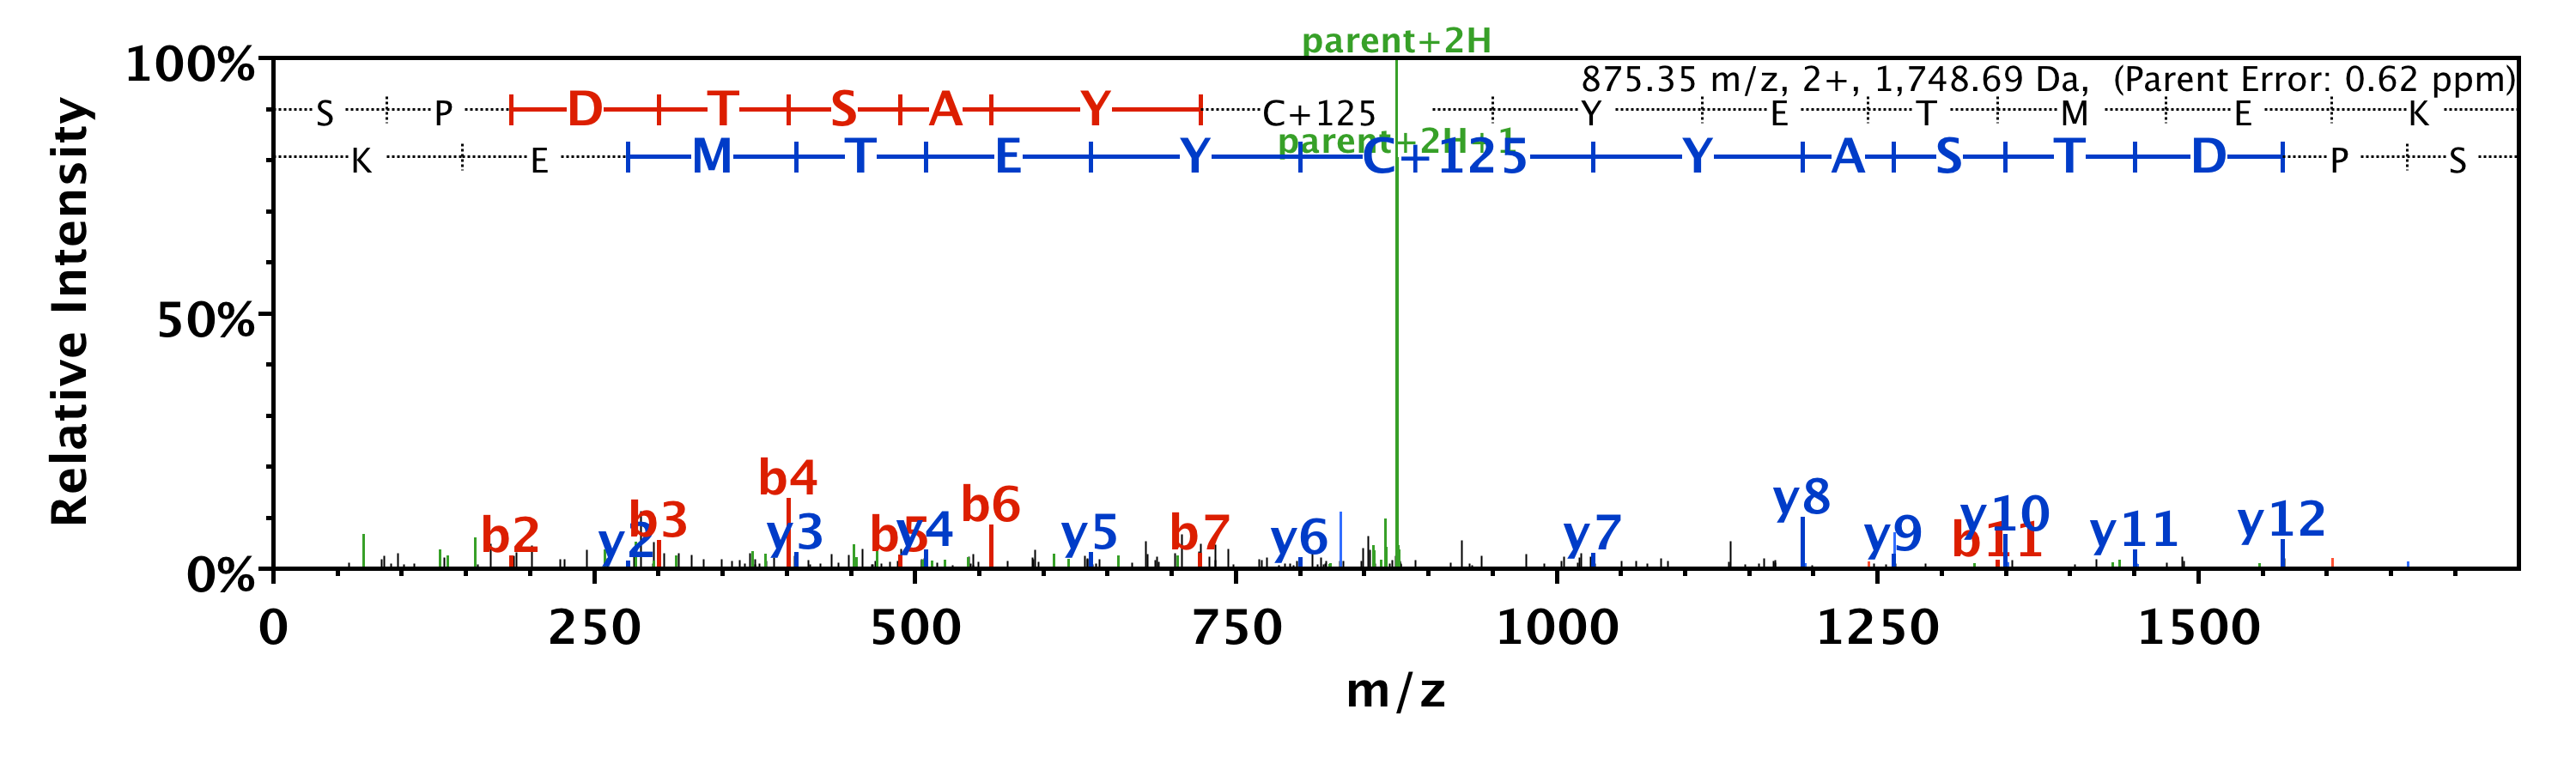 parent+2H
100%
875.35 m/z, 2+, 1,748.69 Da, (Parent Error: 0.62 ppm)
S P D T S A Y C+125 Y E T M E K
parent+2H+1
K E M T E Y C+125 Y A S T D P S
Relative Intensity
50%
b2 y2 b3 b4 y3 b5 y4 b6 y5 b7 y6 y7 y8 y9 b11 y10 y11 y12
0%
0 250 500 750 1000 1250 1500
m/z